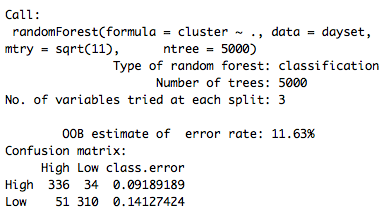 Call:
 randomForest(formula = cluster ~ ., data = dayset,
mtry = sqrt(11),      ntree = 5000)
               Type of random forest: classification
                     Number of trees: 5000
No. of variables tried at each split: 3

        OOB estimate of  error rate: 11.63%
Confusion matrix:
     High Low class.error
High  336  34  0.09189189
Low    51 310  0.14127424